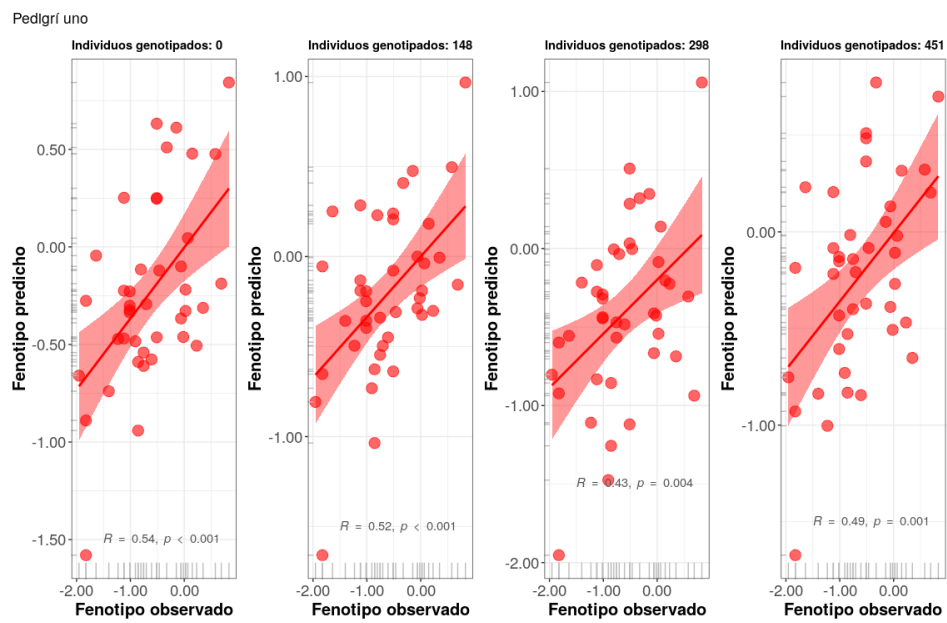 PedIgrí uno
Individuos genotipados: 0
Fenotipo predicho
0.50
0.00
-0.50
-1.00
-1.50
R = 0.54, p < 0.001
-2.00
-1.00
0.00
Fenotipo observado
Individuos genotipados: 148
Fenotipo predicho
1.00
0.00
-1.00
R = 0.52, p < 0.001
-2.00
-1.00
0.00
Fenotipo observado
Individuos genotipados: 298
Fenotipo predicho
1.00
0.00
-1.00
-2.00
R = 0.43, p = 0.004
-2.00
-1.00
0.00
Fenotipo observado
Individuos genotipados: 451
Fenotipo predicho
0.00
-1.00
R = 0.49, p = 0.001
-2.00
-1.00
0.00
Fenotipo observado